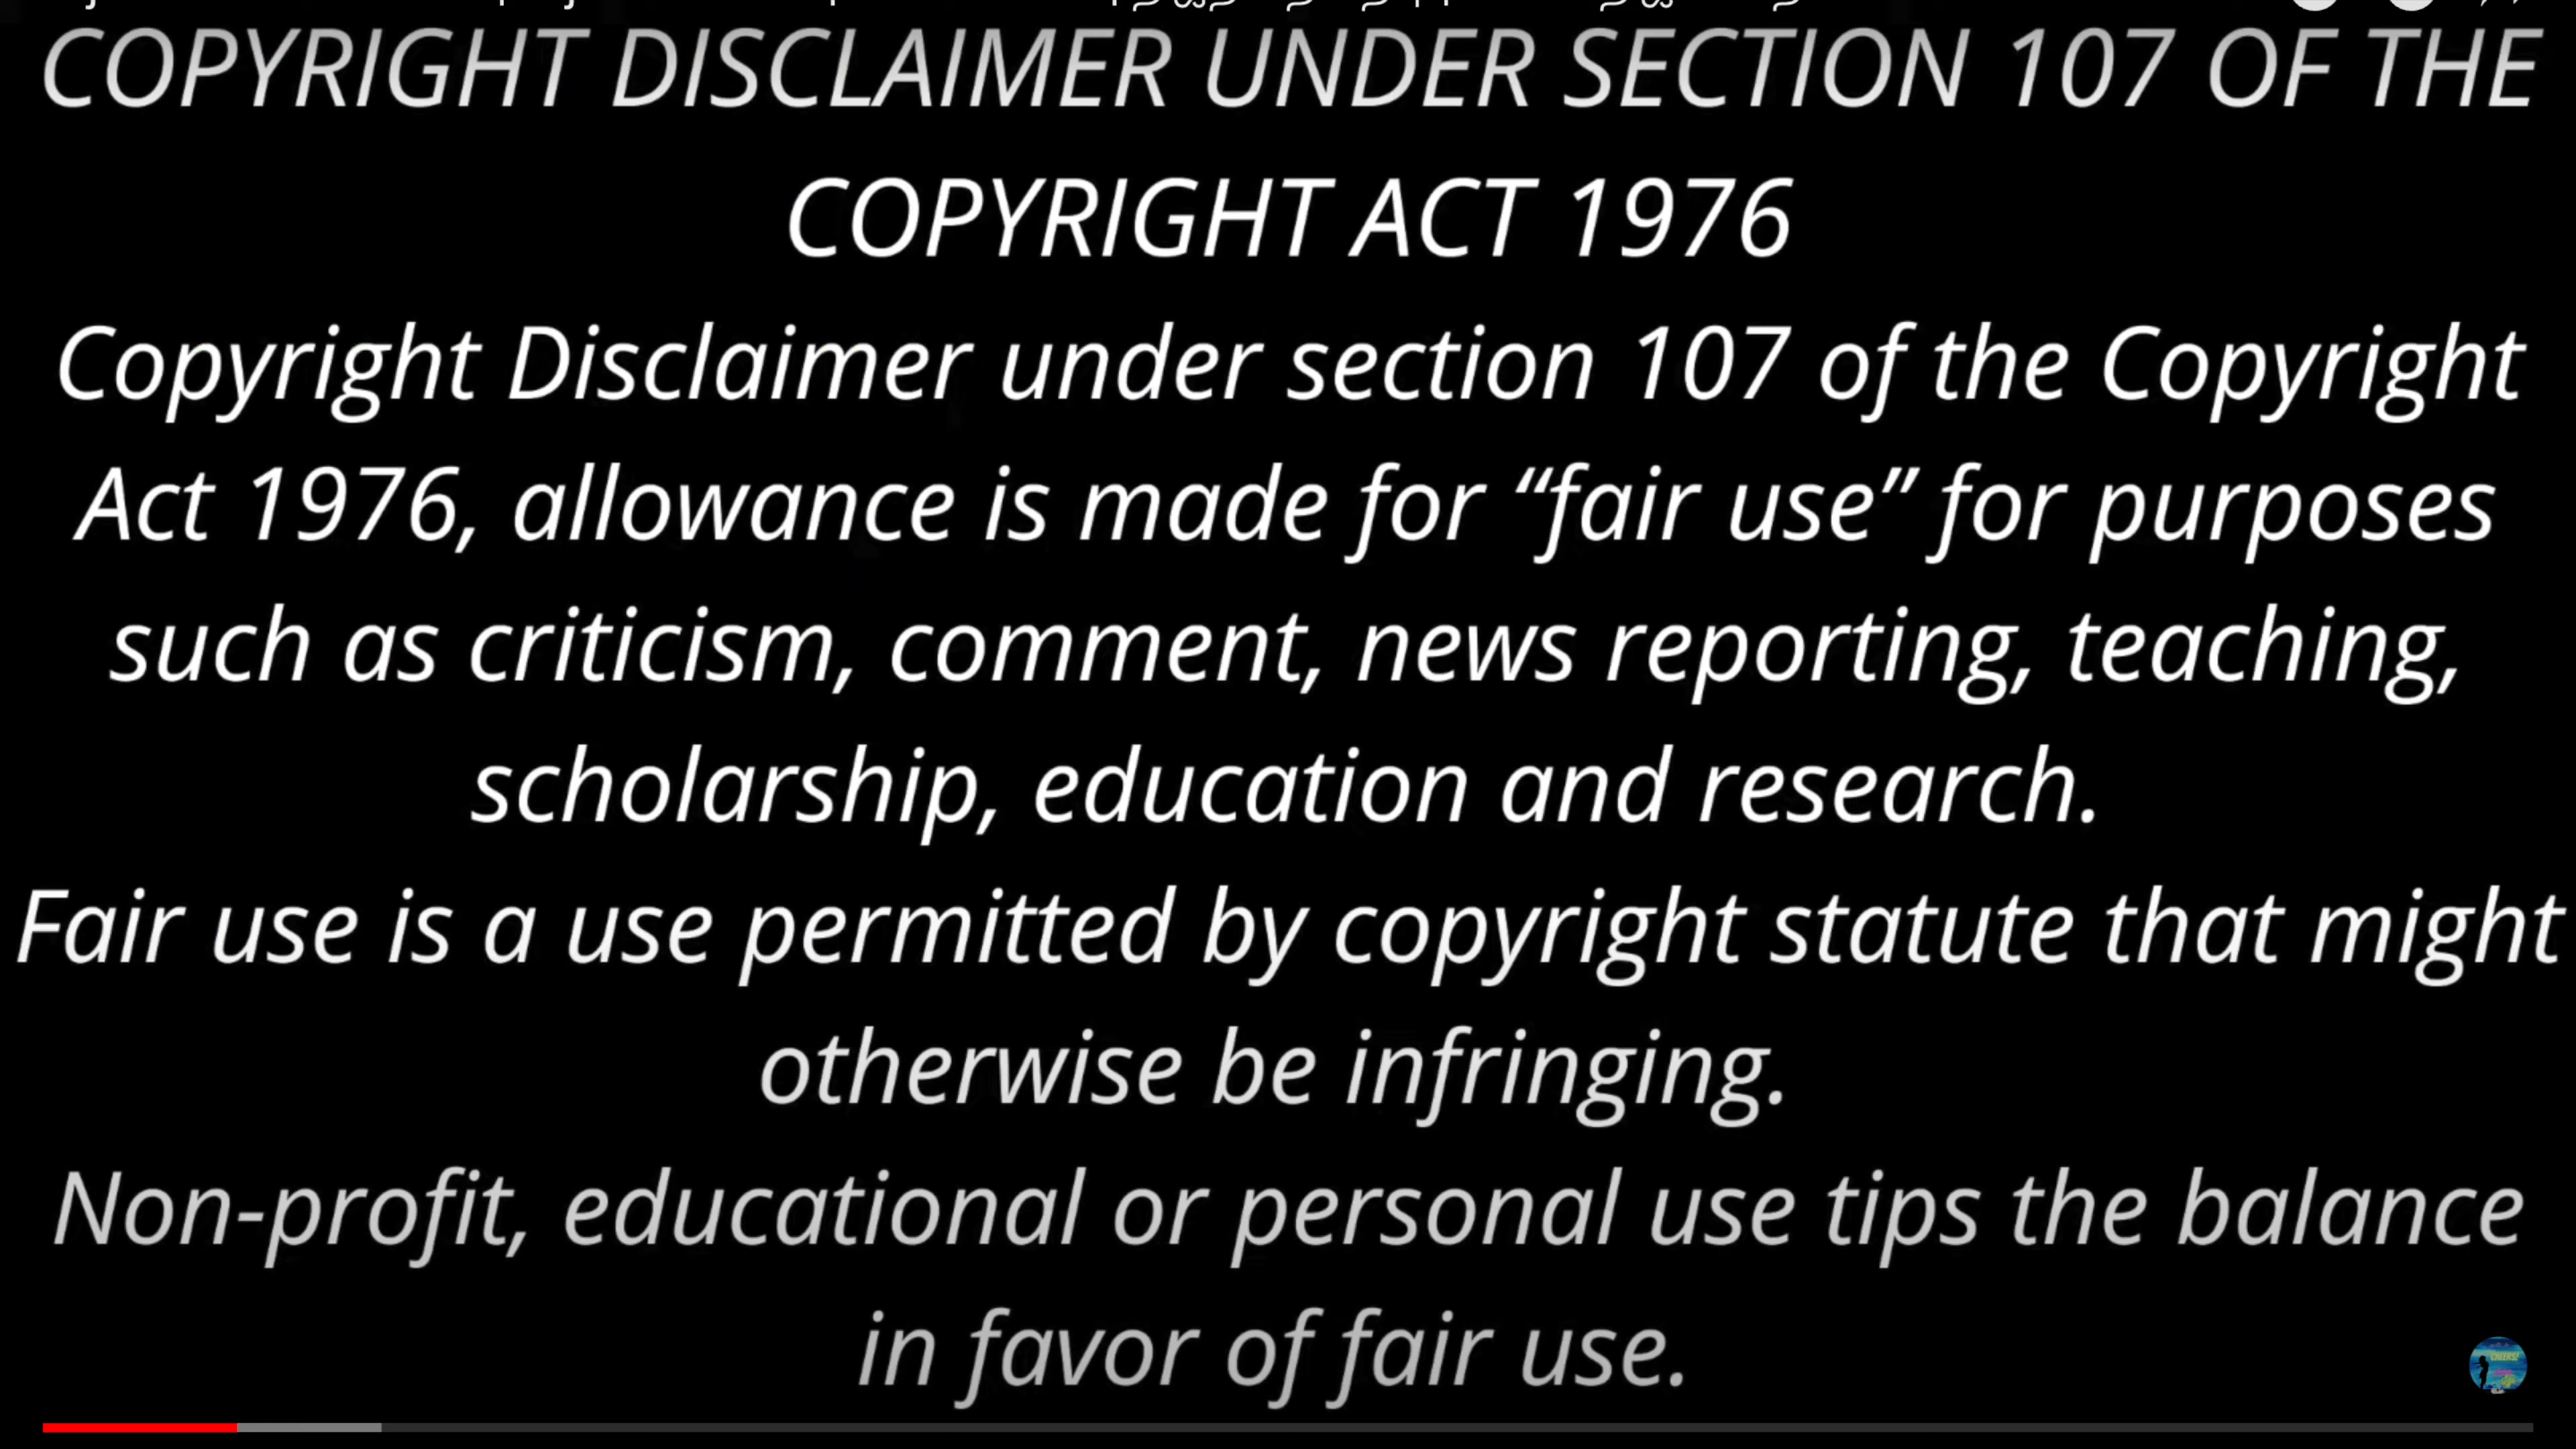 COPYRIGHT DISCLAIMER UNDER SECTION 107 OF THE
COPYRIGHT ACT 1976
Copyright Disclaimer under section 107 of the Copyright
Act 1976, allowance is made for “fair use” for purposes
such as criticism, comment, news reporting, teaching,
scholarship, education and research.
Fair use is a use permitted by copyright statute that might
otherwise be infringing.
Non-profit, educational or personal use tips the balance
in favor of fair use.